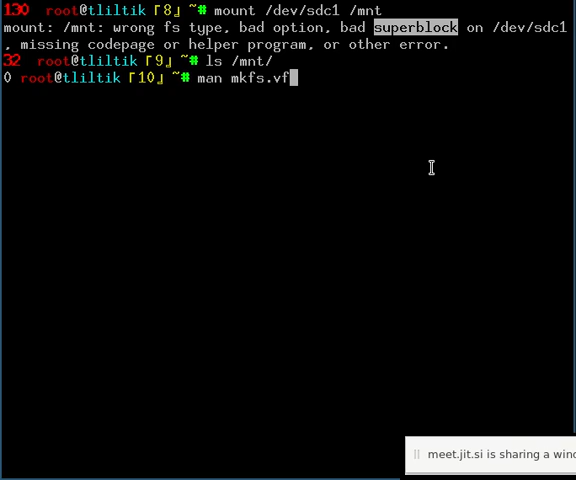 130 root@tliltik ｢8｣ ~# mount /dev/sdc1 /mnt
mount: /mnt: wrong fs type, bad option, bad superblock on /dev/sdc1
, missing codepage or helper program, or other error.
32 root@tliltik ｢9｣ ~# ls /mnt/
0 root@tliltik ｢10｣ ~# man mkfs.vf
meet.jit.si is sharing a wind